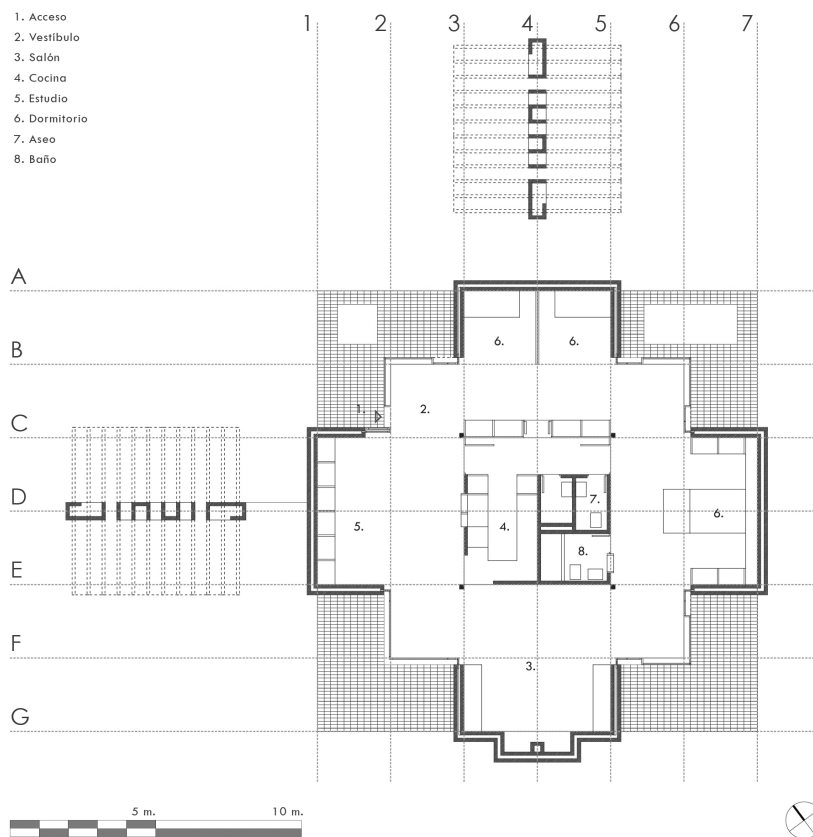 1. Acceso
2. Vestíbulo
3. Salón
4. Cocina
5. Estudio
6. Dormitorio
7. Aseo
8. Baño
1 2 3 4 5 6 7
A
B
C
D
E
F
G
6. 6.
1. 2.
7.
5. 4. 6.
8.
3.
5 m. 10 m.